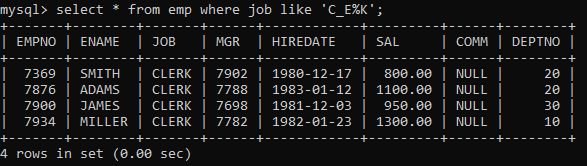 mysql> select * from emp where job like 'C_E%K';
+-------+--------+-------+------+------------+---------+------+--------+
| EMPNO | ENAME  | JOB   | MGR  | HIREDATE   | SAL     | COMM | DEPTNO |
+-------+--------+-------+------+------------+---------+------+--------+
|  7369 | SMITH  | CLERK | 7902 | 1980-12-17 |  800.00 | NULL |     20 |
|  7876 | ADAMS  | CLERK | 7788 | 1983-01-12 | 1100.00 | NULL |     20 |
|  7900 | JAMES  | CLERK | 7698 | 1981-12-03 |  950.00 | NULL |     30 |
|  7934 | MILLER | CLERK | 7782 | 1982-01-23 | 1300.00 | NULL |     10 |
+-------+--------+-------+------+------------+---------+------+--------+
4 rows in set (0.00 sec)